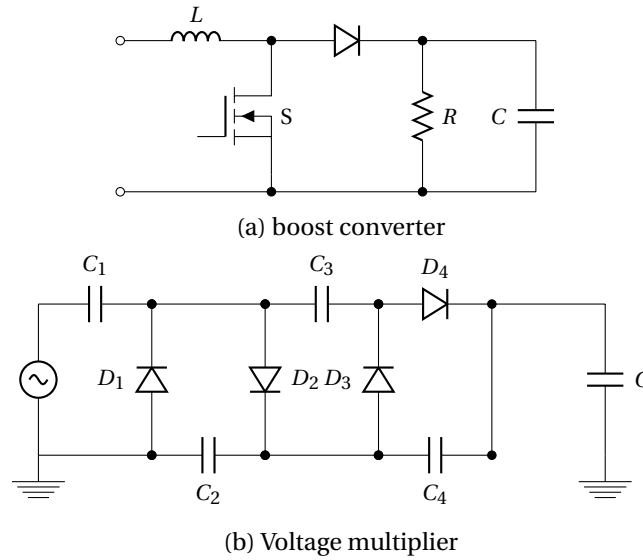 L
S
R
C
(a) boost converter
C1
C3
D4
D1
D2
D3
C2
C4
(b) Voltage multiplier